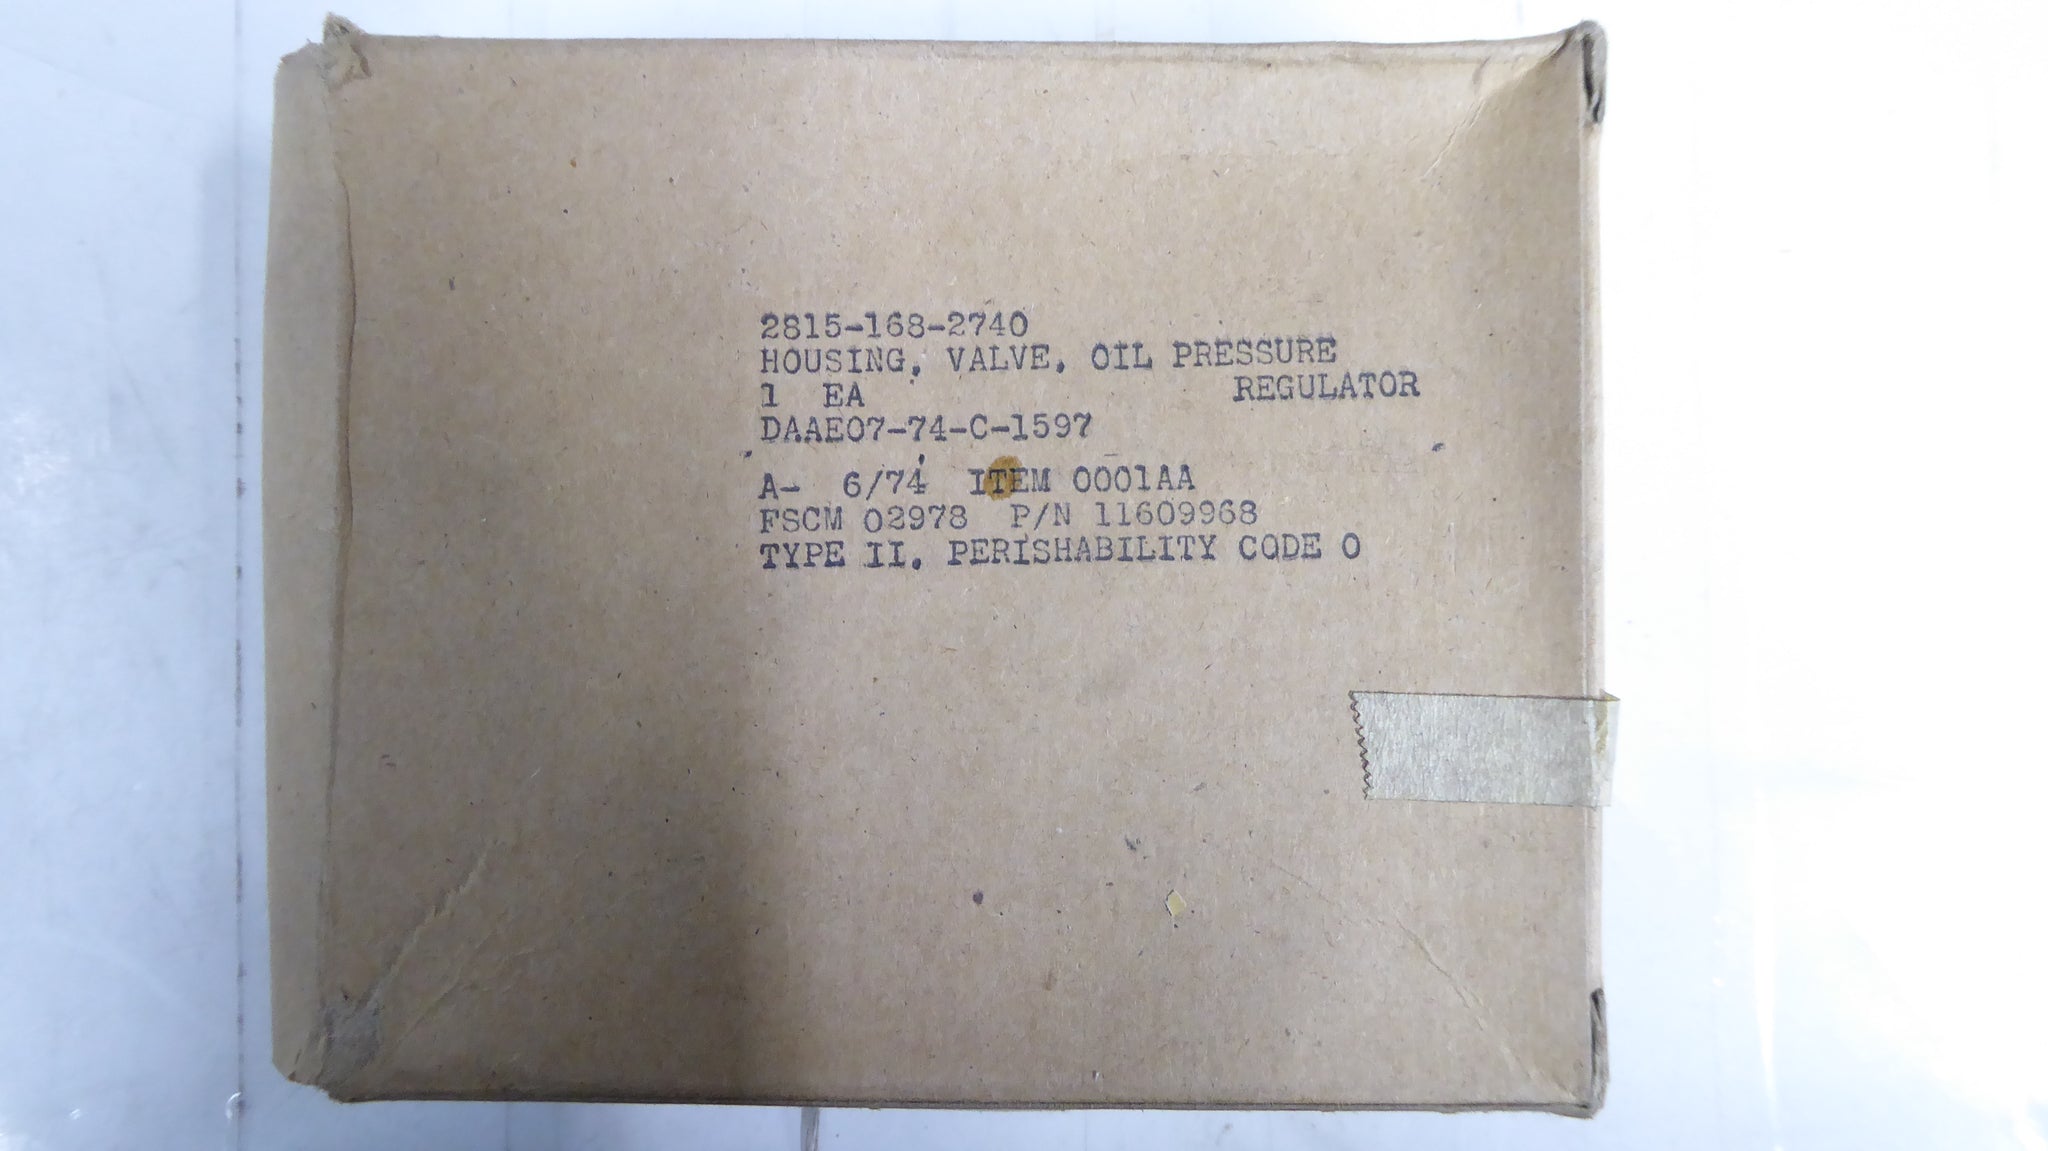 2815-168-2740
HOUSING, VALVE, OIL PRESSURE
1 EA REGULATOR
DAAE07-74-C-1597
A- 6/74 ITEM 0001AA
FSCM 02978 P/N 11609968
TYPE II. PERISHABILITY CODE O